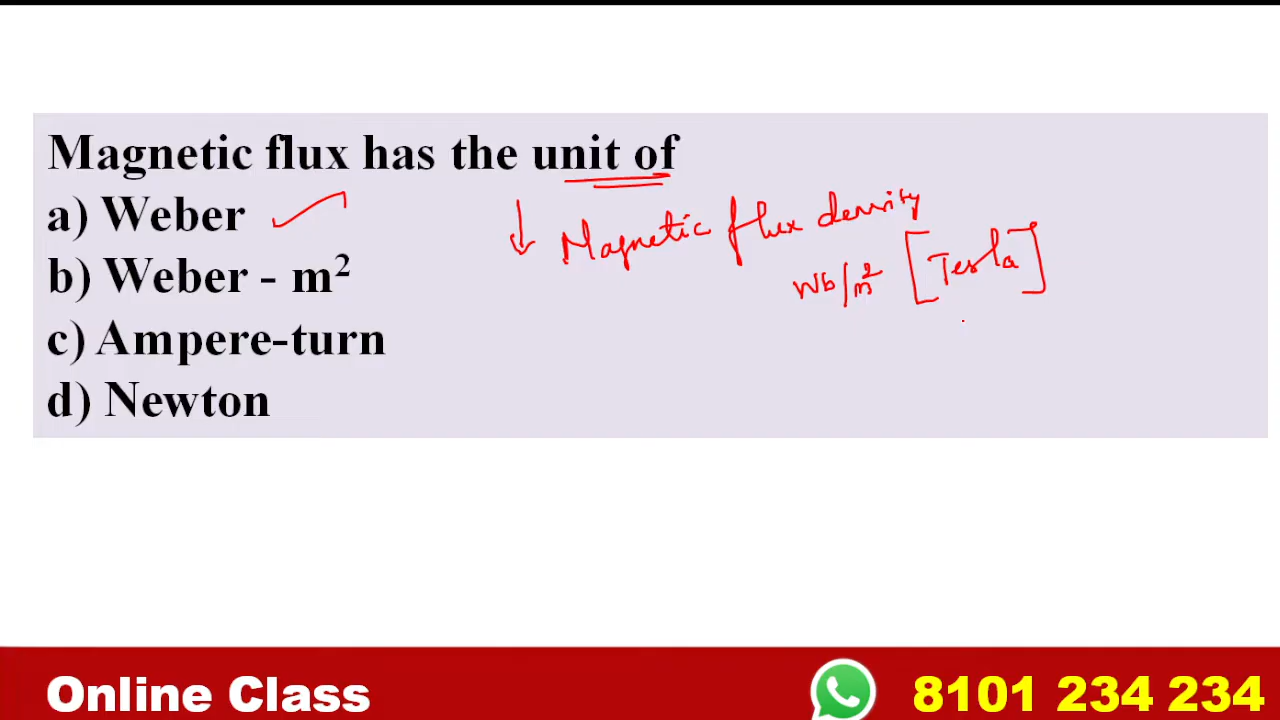 Magnetic flux has the unit of
a) Weber
Magnetic flux density
b) Weber - m²
Wb/m² [Tesla]
c) Ampere-turn
d) Newton
Online Class
8101 234 234